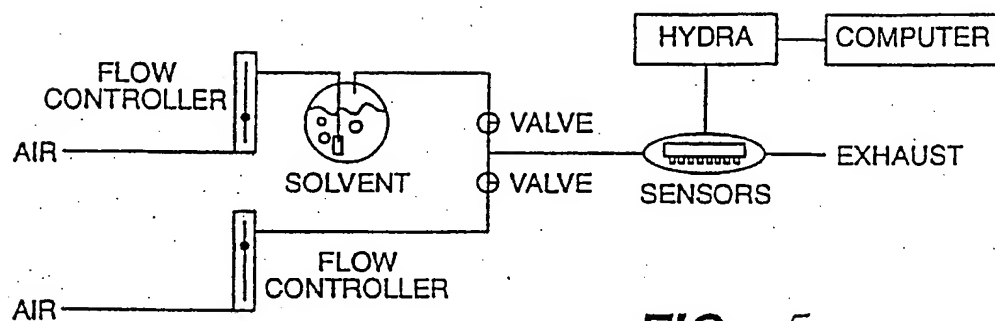 HYDRA
COMPUTER
FLOW
CONTROLLER
VALVE
AIR
SOLVENT
VALVE
SENSORS
EXHAUST
FLOW
CONTROLLER
AIR